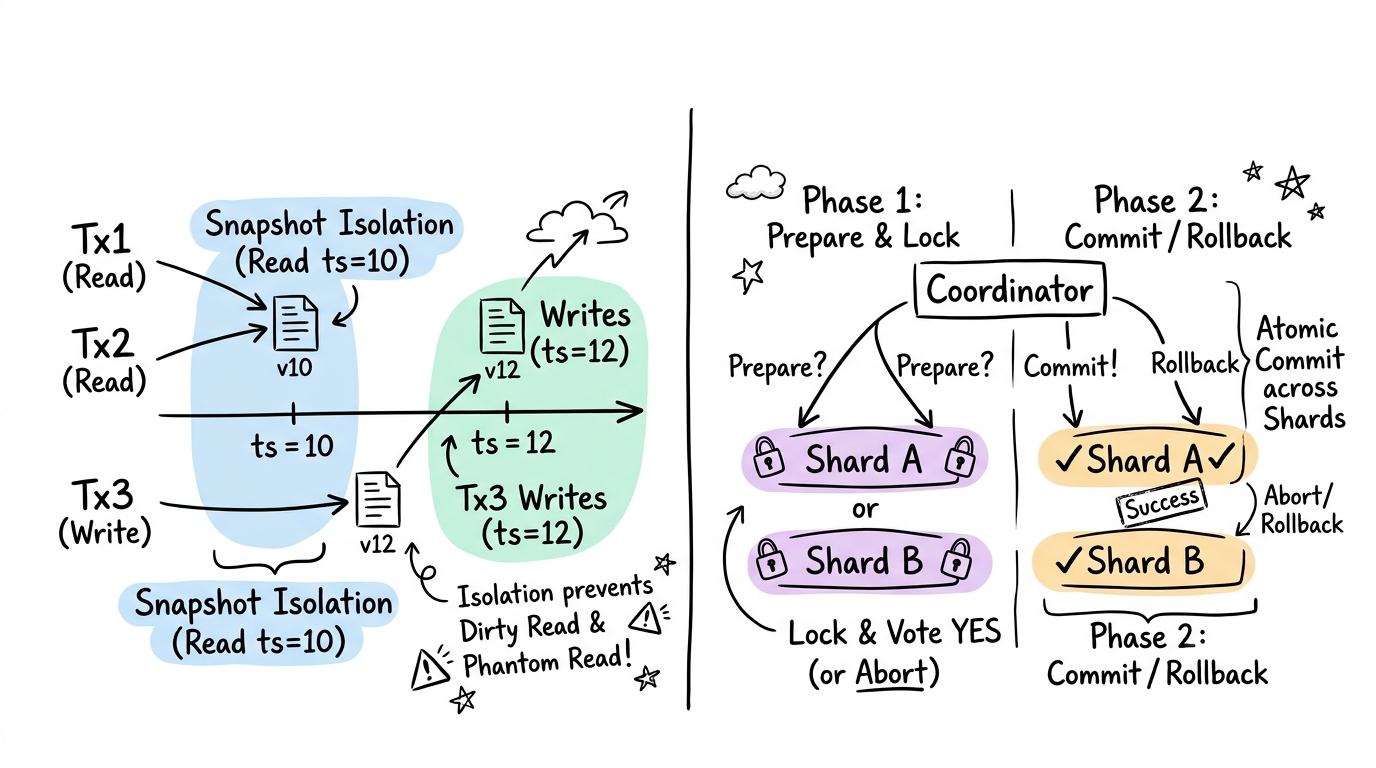 Snapshot Isolation
(Read ts=10)
Tx1
(Read)
Tx2
(Read)
v10
Writes
(ts=12)
v12
ts = 10
ts = 12
Tx3
(Write)
v12
Tx3 Writes
(ts=12)
Snapshot Isolation
(Read ts=10)
Isolation prevents
Dirty Read &
Phantom Read!
Phase 1:
Prepare & Lock
Phase 2:
Commit / Rollback
Coordinator
Prepare?
Prepare?
Commit!
Rollback
Atomic
Commit
across
Shards
Shard A
or
Shard B
Lock & Vote YES
(or Abort)
Shard A
Success
Shard B
Abort/
Rollback
Phase 2:
Commit / Rollback